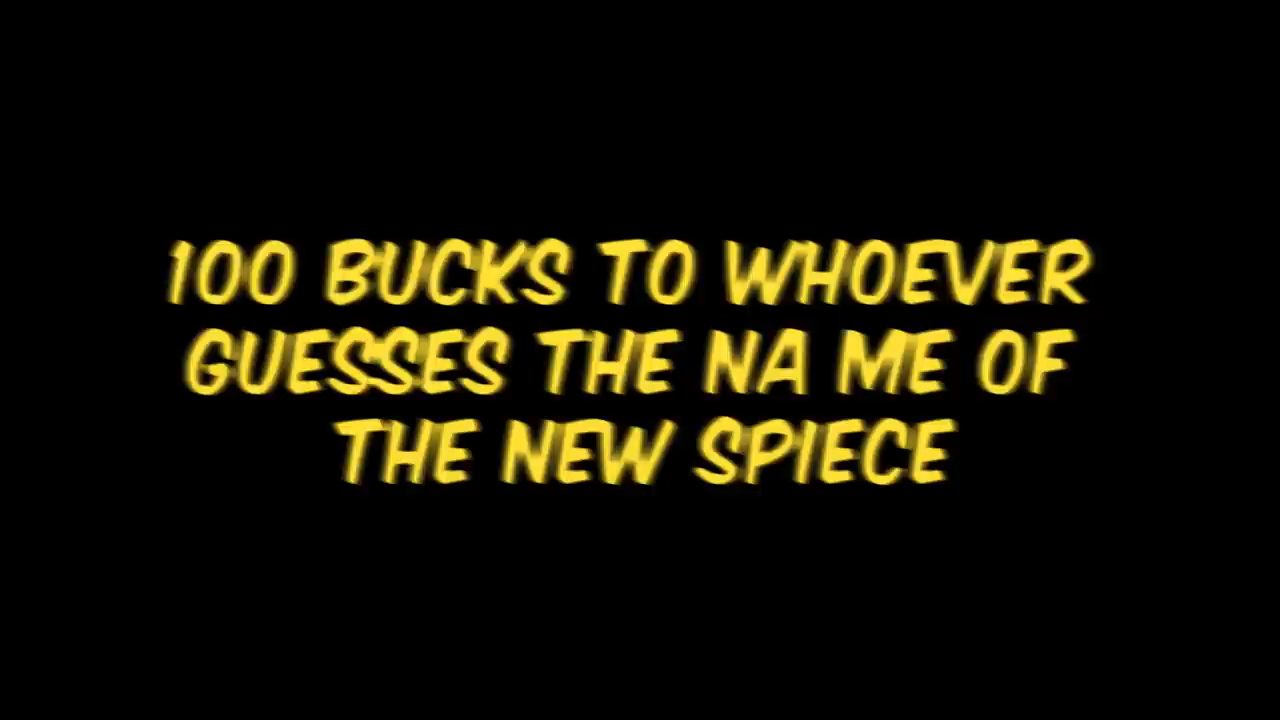 100 BUCKS TO WHOEVER
GUESSES THE NA ME OF
THE NEW SPIECE